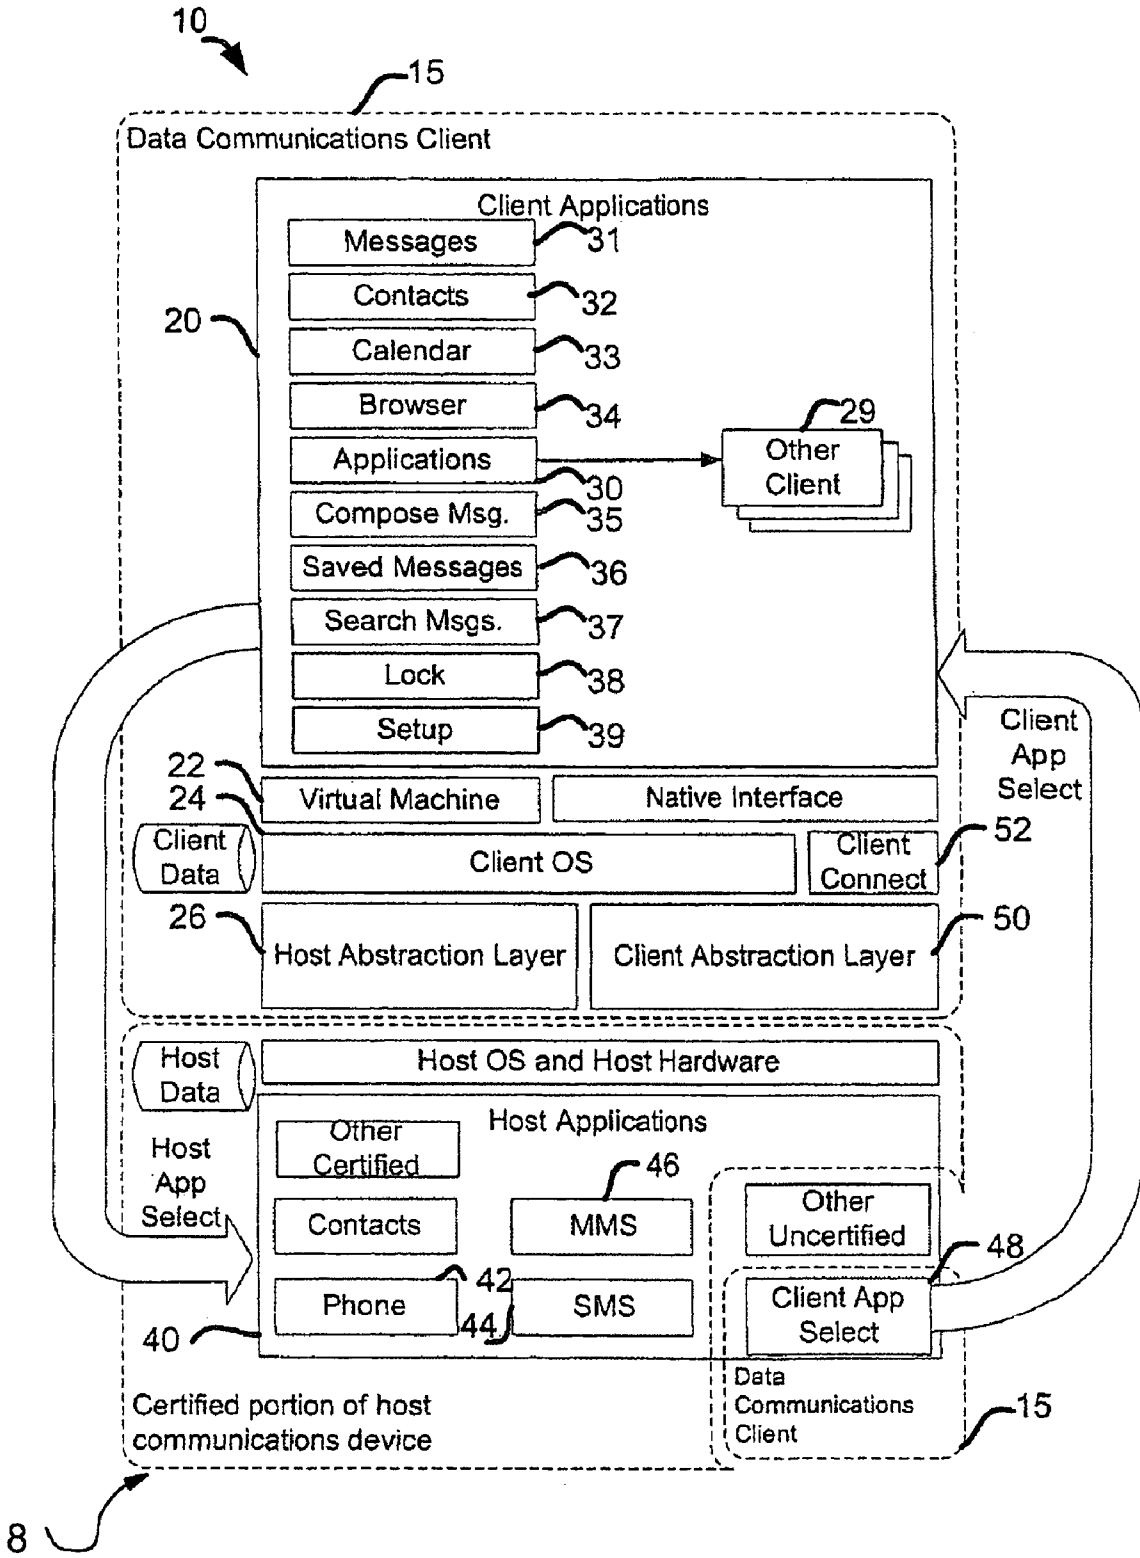 10
15
Data Communications Client
Client Applications
Messages
31
Contacts
32
20
Calendar
33
Browser
34
29
Other
Client
Applications
30
Compose Msg.
35
Saved Messages
36
Search Msgs.
37
Lock
38
Setup
39
Client
App
Select
22
Virtual Machine
Native Interface
24
Client
Data
Client OS
Client
Connect
52
26
Host Abstraction Layer
Client Abstraction Layer
50
Host
Data
Host OS and Host Hardware
Host Applications
Other
Certified
Host
App
Select
46
Contacts
MMS
Other
Uncertified
48
42
Phone
44
SMS
Client App
Select
40
Data
Communications
Client
15
Certified portion of host
communications device
8